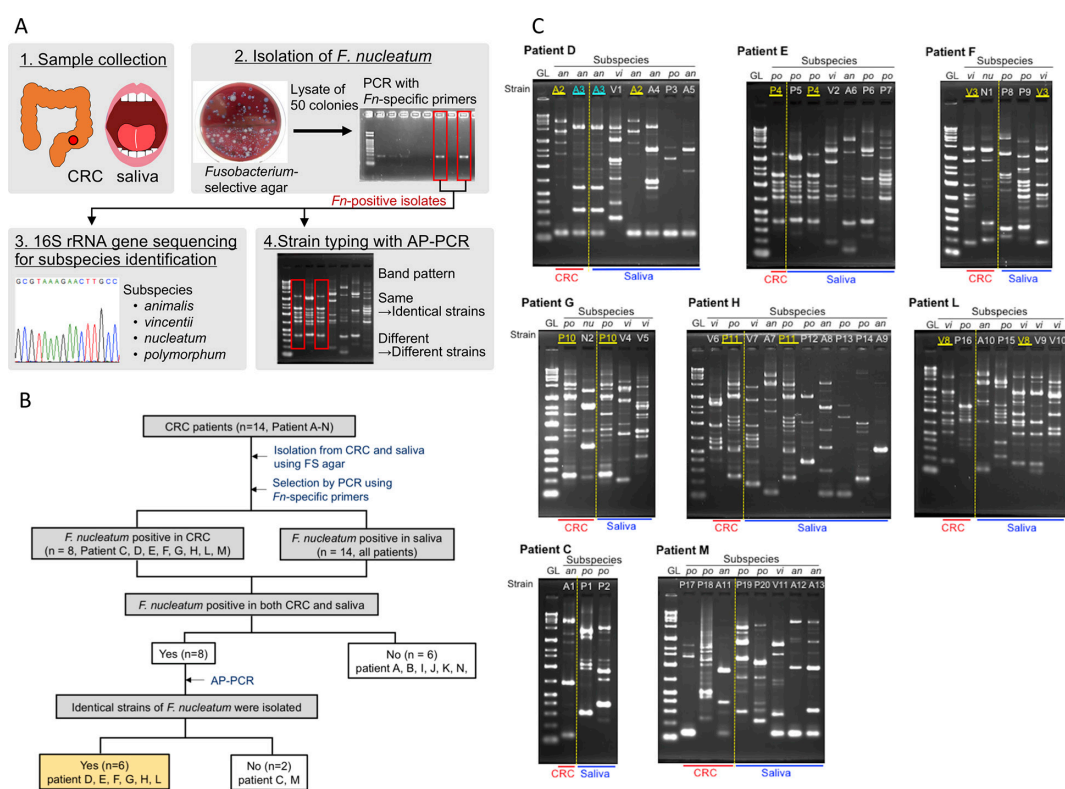 A
1. Sample collection
CRC saliva
2. Isolation of F. nucleatum
Lysate of
50 colonies
PCR with
Fn-specific primers
Fusobacterium-
selective agar
Fn-positive isolates
3. 16S rRNA gene sequencing
for subspecies identification
G C G T A A A G A A C T T G C C
Subspecies
• animalis
• vincentii
• nucleatum
• polymorphum
4.Strain typing with AP-PCR
Band pattern
Same
→Identical strains
Different
→Different strains
B
CRC patients (n=14, Patient A-N)
Isolation from CRC and saliva
using FS agar
Selection by PCR using
Fn-specific primers
F. nucleatum positive in CRC
(n = 8, Patient C, D, E, F, G, H, L, M)
F. nucleatum positive in saliva
(n = 14, all patients)
F. nucleatum positive in both CRC and saliva
Yes (n=8)
No (n = 6)
patient A, B, I, J, K, N,
AP-PCR
Identical strains of F. nucleatum were isolated
Yes (n=6)
patient D, E, F, G, H, L
No (n=2)
patient C, M
C
Patient D
Subspecies
GL an an an vi an an po an
Strain A2 A3 A3 V1 A2 A4 P3 A5
CRC Saliva
Patient E
Subspecies
GL po po po vi an po po
P4 P5 P4 V2 A6 P6 P7
CRC Saliva
Patient F
Subspecies
GL vi nu po po vi
V3 N1 P8 P9 V3
CRC Saliva
Patient G
Subspecies
GL po nu po vi vi
Strain P10 N2 P10 V4 V5
CRC Saliva
Patient H
Subspecies
GL vi po vi an po po an po po an
V6 P11 V7 A7 P11 P12 A8 P13 P14 A9
CRC Saliva
Patient L
Subspecies
GL vi po an po vi vi vi
V8 P16 A10 P15 V8 V9 V10
CRC Saliva
Patient C
Subspecies
GL an po po
Strain A1 P1 P2
CRC Saliva
Patient M
Subspecies
GL po po an po po vi an an
P17 P18 A11 P19 P20 V11 A12 A13
CRC Saliva